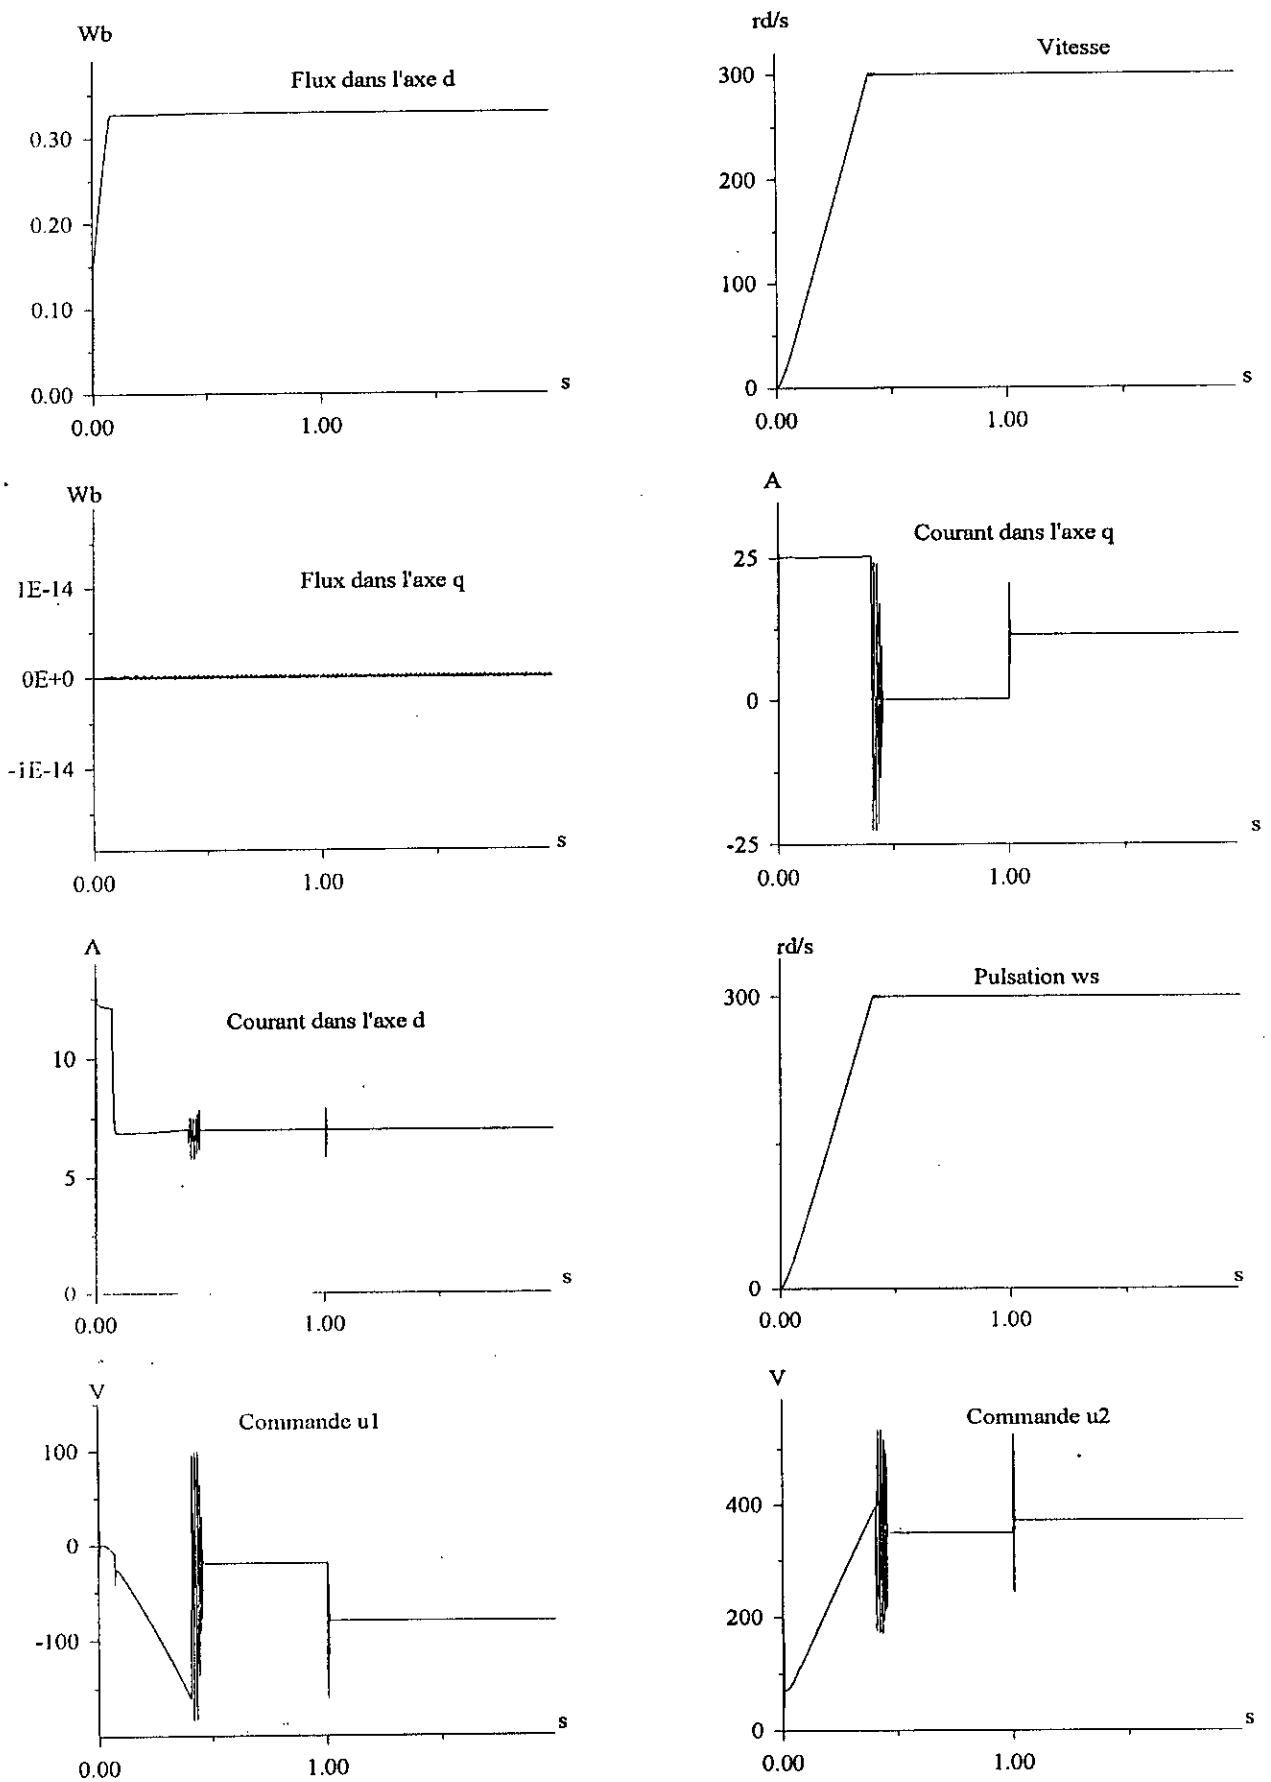 Wb
Flux dans l'axe d
0.30
0.20
0.10
0.00
s
0.00
1.00
rd/s
Vitesse
300
200
100
0
s
0.00
1.00
Wb
Flux dans l'axe q
1E-14
0E+0
-1E-14
s
0.00
1.00
A
Courant dans l'axe q
25
0
-25
s
0.00
1.00
A
Courant dans l'axe d
10
5
0
s
0.00
1.00
rd/s
Pulsation ws
300
0
s
0.00
1.00
V
Commande u1
100
0
-100
s
0.00
1.00
V
Commande u2
400
200
0
s
0.00
1.00